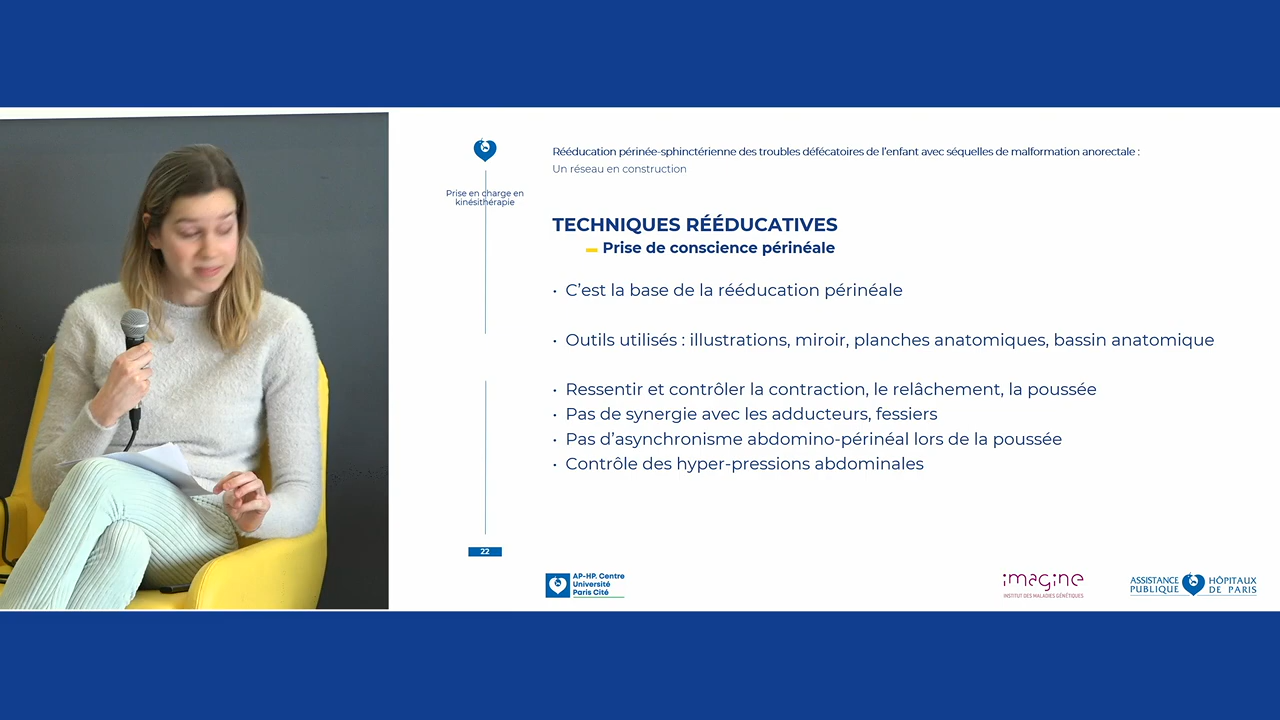 Rééducation périnée-sphinctérienne des troubles défécatoires de l'enfant avec séquelles de malformation anorectale :
Un réseau en construction
Prise en charge en
kinésithérapie
TECHNIQUES RÉÉDUCATIVES
Prise de conscience périnéale
• C'est la base de la rééducation périnéale
• Outils utilisés : illustrations, miroir, planches anatomiques, bassin anatomique
• Ressentir et contrôler la contraction, le relâchement, la poussée
• Pas de synergie avec les adducteurs, fessiers
• Pas d'asynchronisme abdomino-périnéal lors de la poussée
• Contrôle des hyper-pressions abdominales
22
AP-HP. Centre
Université
Paris Cité
imagine
INSTITUT DES MALADIES GÉNÉTIQUES
ASSISTANCE HÔPITAUX
PUBLIQUE DE PARIS